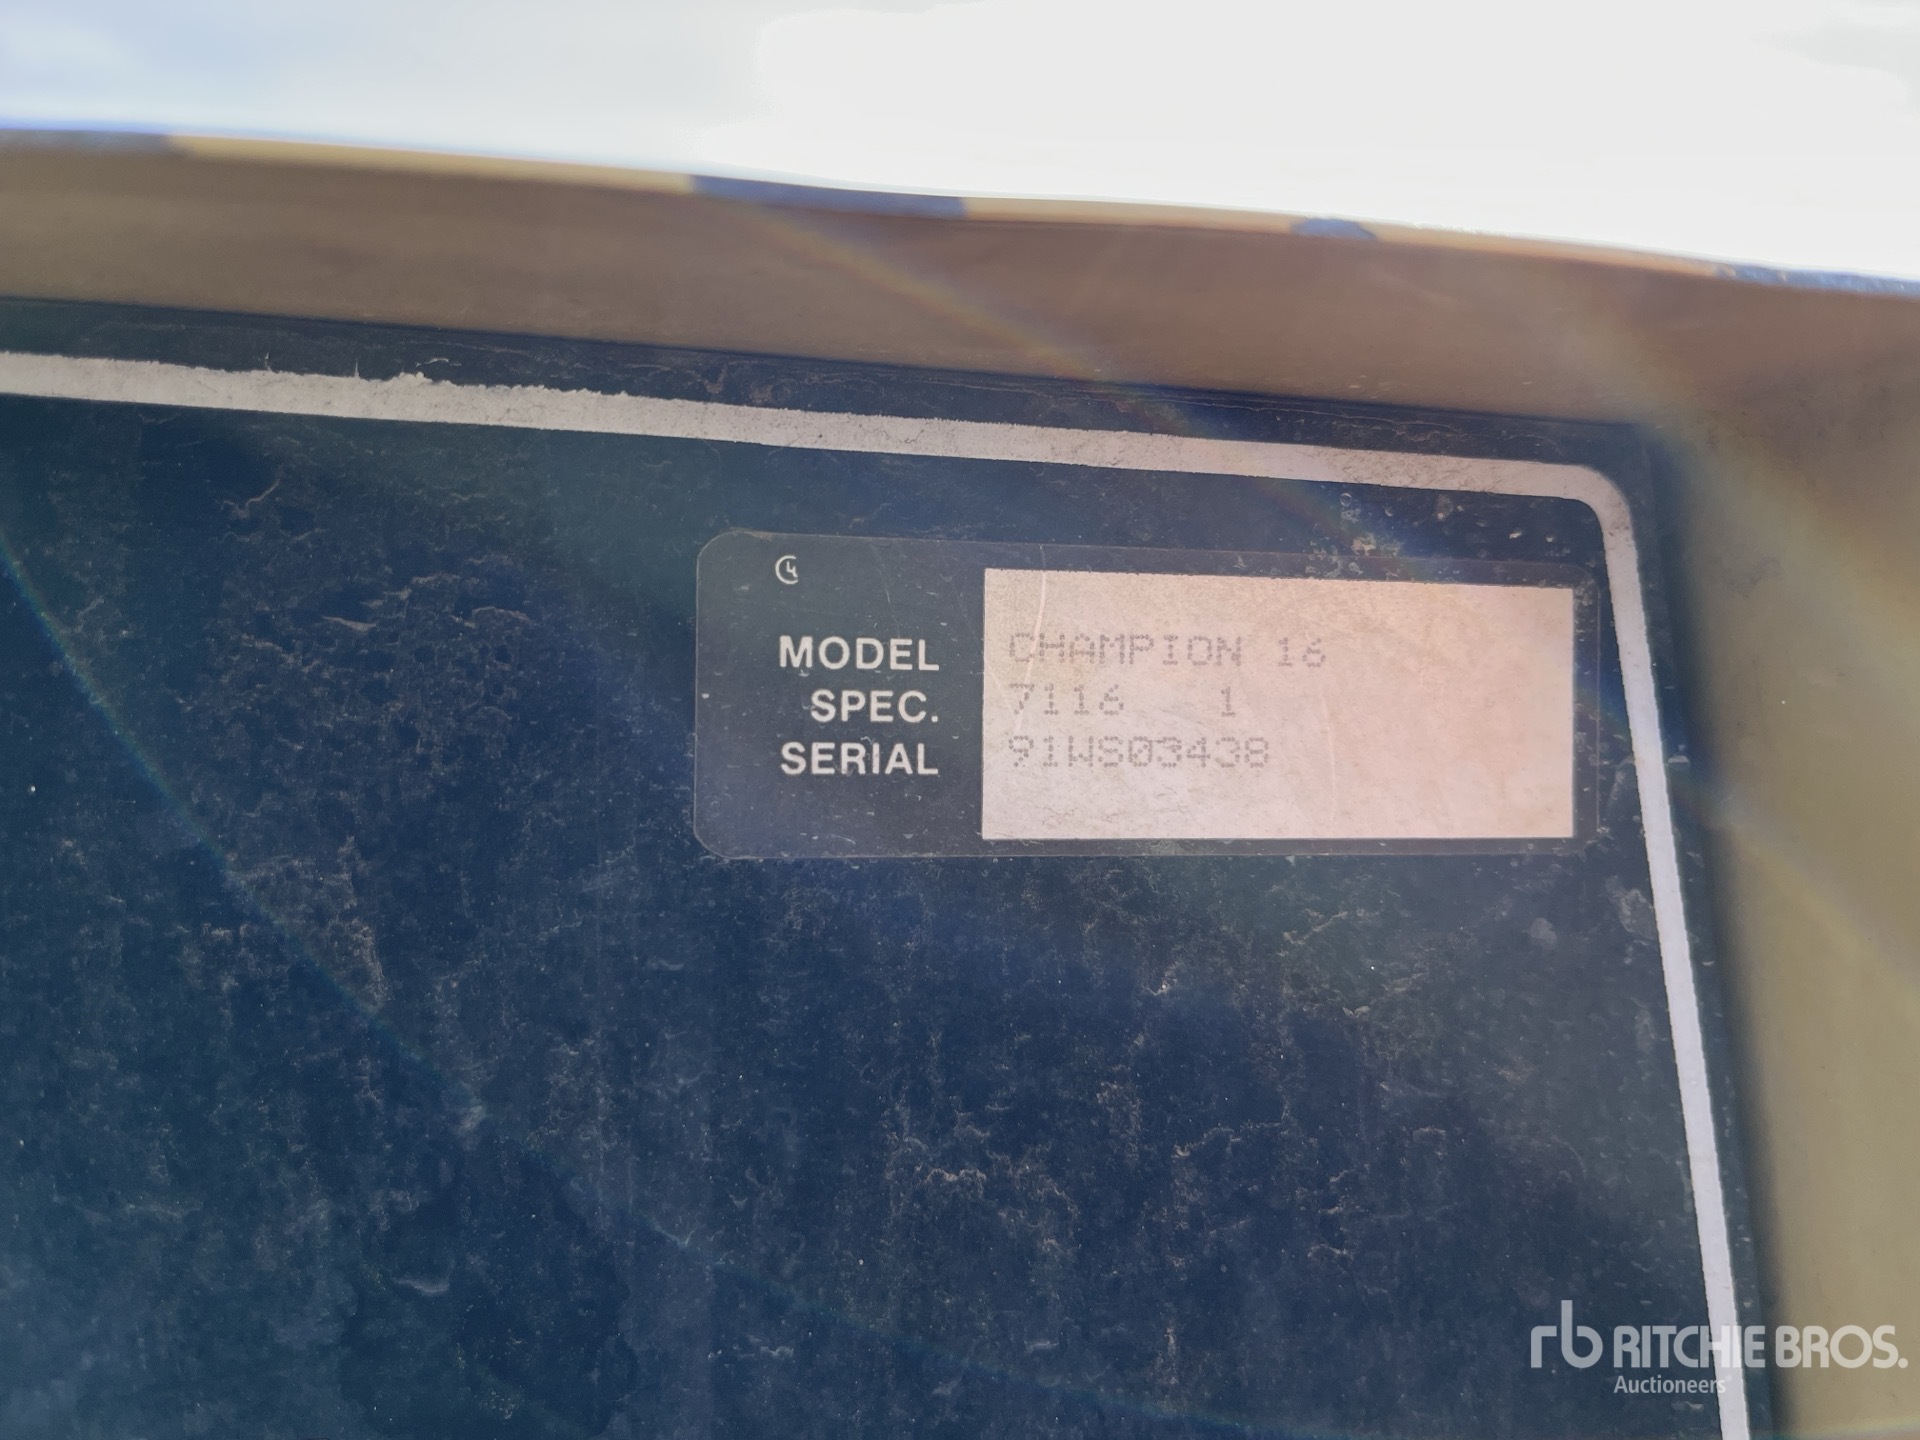 MODEL CHAMPION 16
SPEC. 7116 1
SERIAL 91WS03438
rb RITCHIE BROS.
Auctioneers